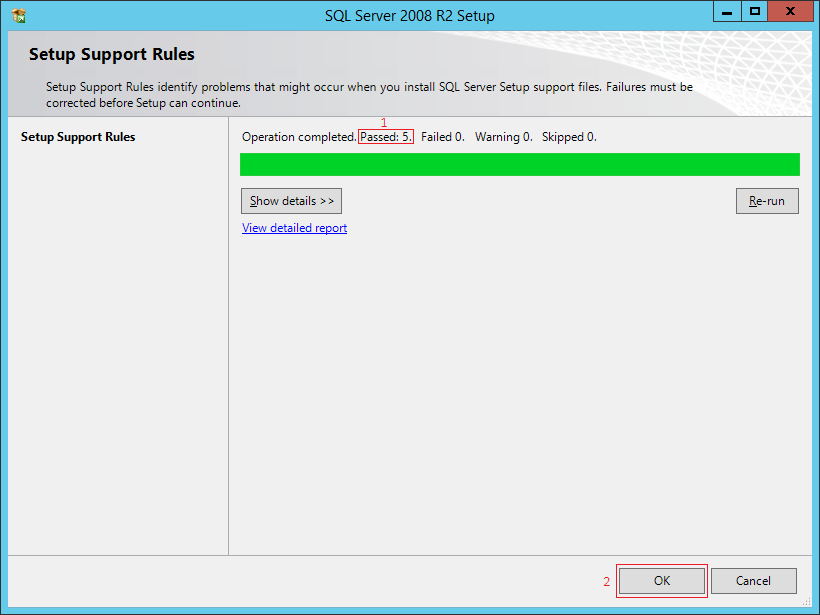 SQL Server 2008 R2 Setup
Setup Support Rules
Setup Support Rules identify problems that might occur when you install SQL Server Setup support files. Failures must be
corrected before Setup can continue.
1
Setup Support Rules
Operation completed. Passed: 5. Failed 0. Warning 0. Skipped 0.
Show details >>
Re-run
View detailed report
2
OK
Cancel